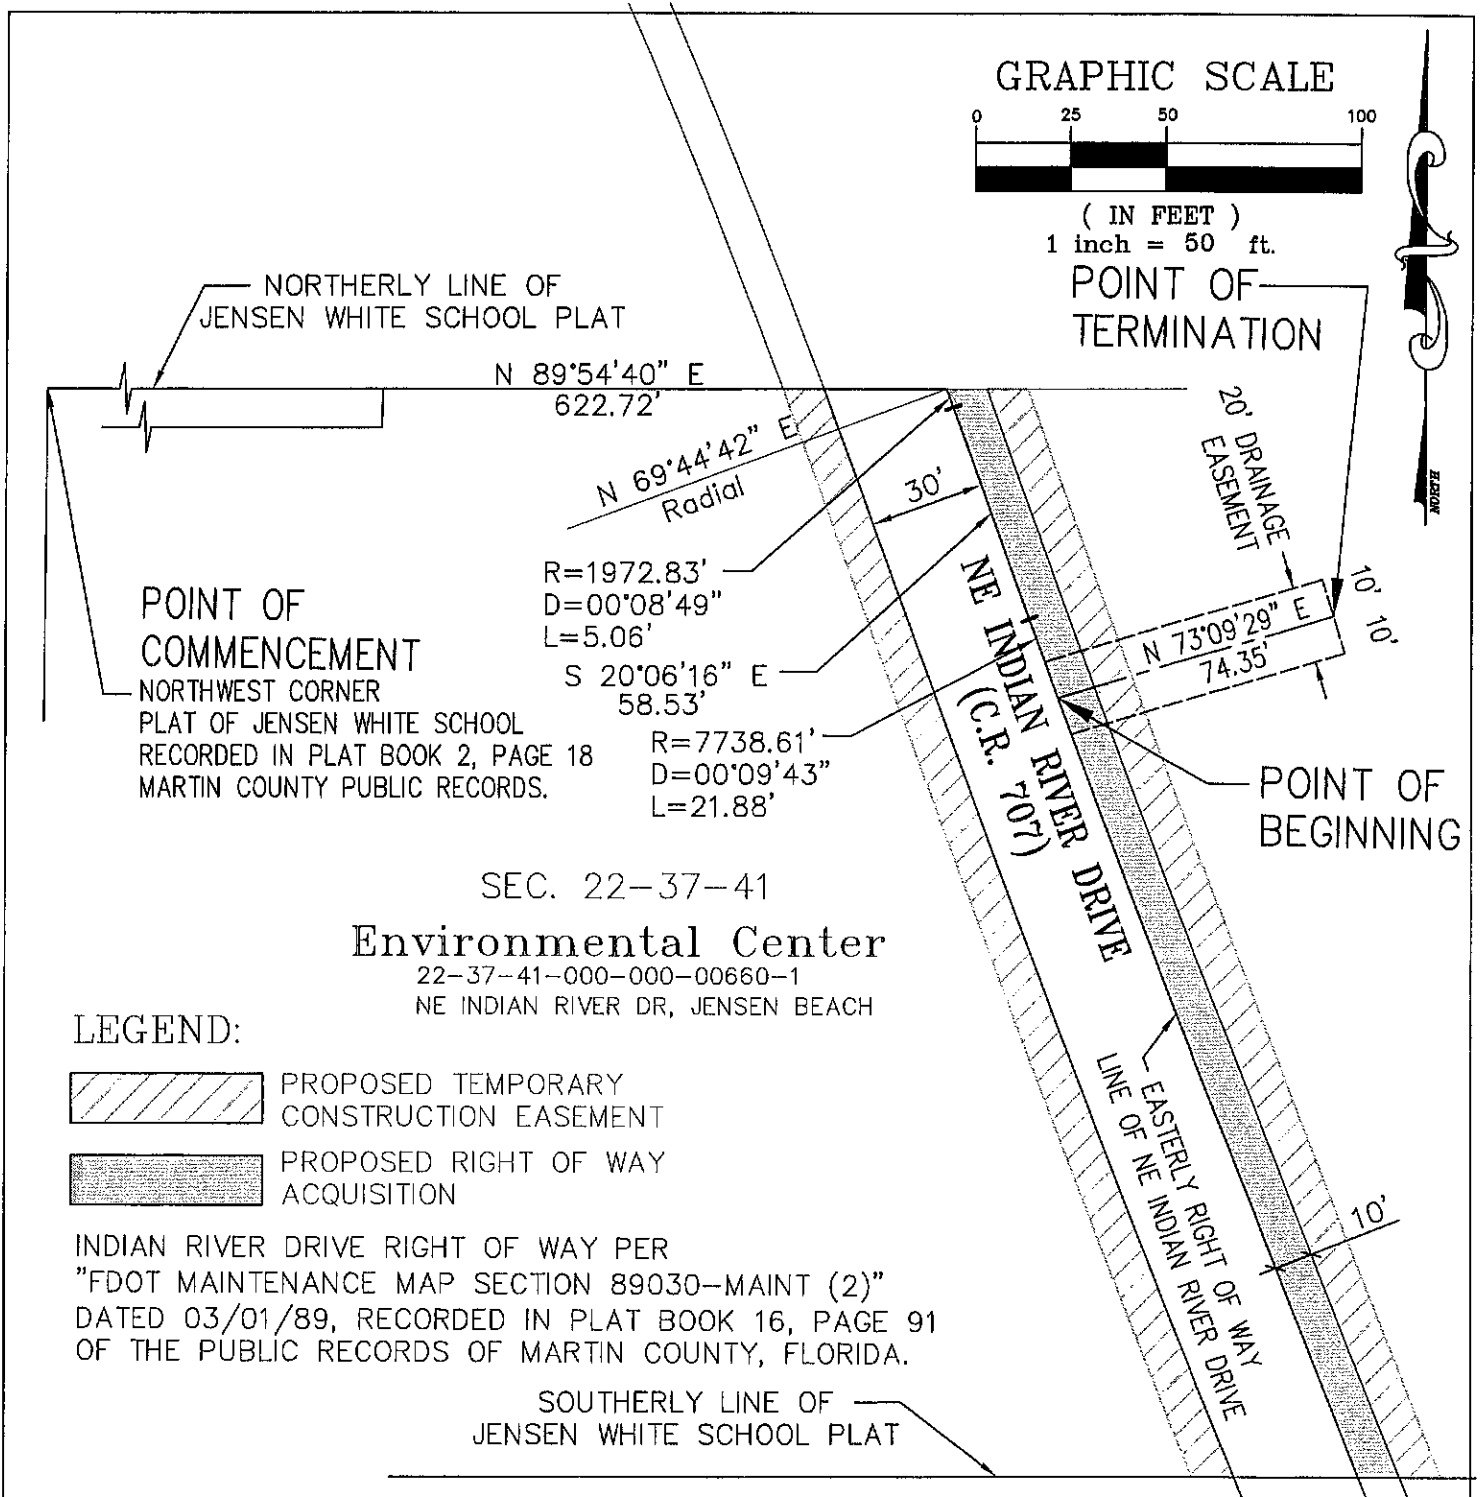 GRAPHIC SCALE
0 25 50 100
( IN FEET )
1 inch = 50 ft.
POINT OF
TERMINATION
NORTHERLY LINE OF
JENSEN WHITE SCHOOL PLAT
N 89°54'40" E
622.72'
N 69°44'42" E
Radial
30'
20' DRAINAGE
EASEMENT
NORTH
R=1972.83'
D=00°08'49"
L=5.06'
S 20°06'16" E
58.53'
R=7738.61'
D=00°09'43"
L=21.88'
POINT OF
COMMENCEMENT
NORTHWEST CORNER
PLAT OF JENSEN WHITE SCHOOL
RECORDED IN PLAT BOOK 2, PAGE 18
MARTIN COUNTY PUBLIC RECORDS.
NE INDIAN RIVER DRIVE
(C.R. 707)
N 73°09'29" E
74.35'
10'
10'
POINT OF
BEGINNING
SEC. 22-37-41
Environmental Center
22-37-41-000-000-00660-1
NE INDIAN RIVER DR, JENSEN BEACH
LEGEND:
PROPOSED TEMPORARY
CONSTRUCTION EASEMENT
PROPOSED RIGHT OF WAY
ACQUISITION
EASTERLY RIGHT OF WAY
LINE OF NE INDIAN RIVER DRIVE
10'
INDIAN RIVER DRIVE RIGHT OF WAY PER
"FDOT MAINTENANCE MAP SECTION 89030-MAINT (2)"
DATED 03/01/89, RECORDED IN PLAT BOOK 16, PAGE 91
OF THE PUBLIC RECORDS OF MARTIN COUNTY, FLORIDA.
SOUTHERLY LINE OF
JENSEN WHITE SCHOOL PLAT